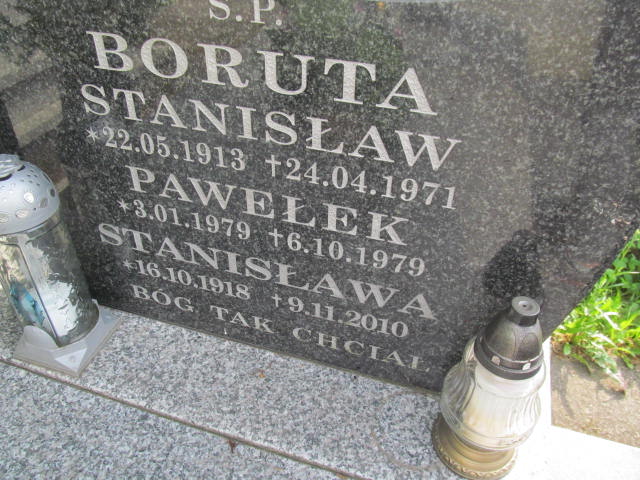 S.P.
BORUTA
STANISŁAW
*22.05.1913 †24.04.1971
PAWEŁEK
*3.01.1979 †6.10.1979
STANISŁAWA
*16.10.1918 †9.11.2010
BÓG TAK CHCIAŁ